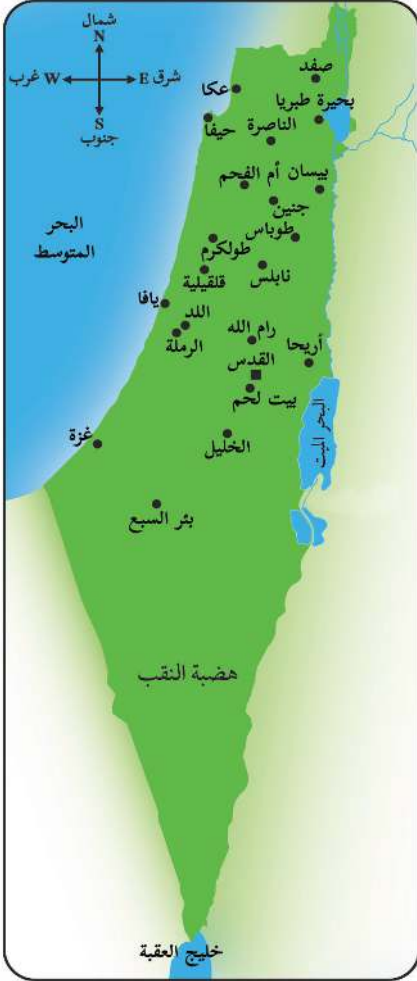 شمال
N
غرب W E شرق
S
جنوب
صفد
عكا
بحيرة طبريا
حيفا
الناصرة
بيسان
أم الفحم
جنين
طوباس
طولكرم
البحر
المتوسط
قلقيلية
نابلس
يافا
اللد
رام الله
الرملة
أريحا
القدس
بيت لحم
البحر الميت
غزة
الخليل
بئر السبع
هضبة النقب
خليج العقبة